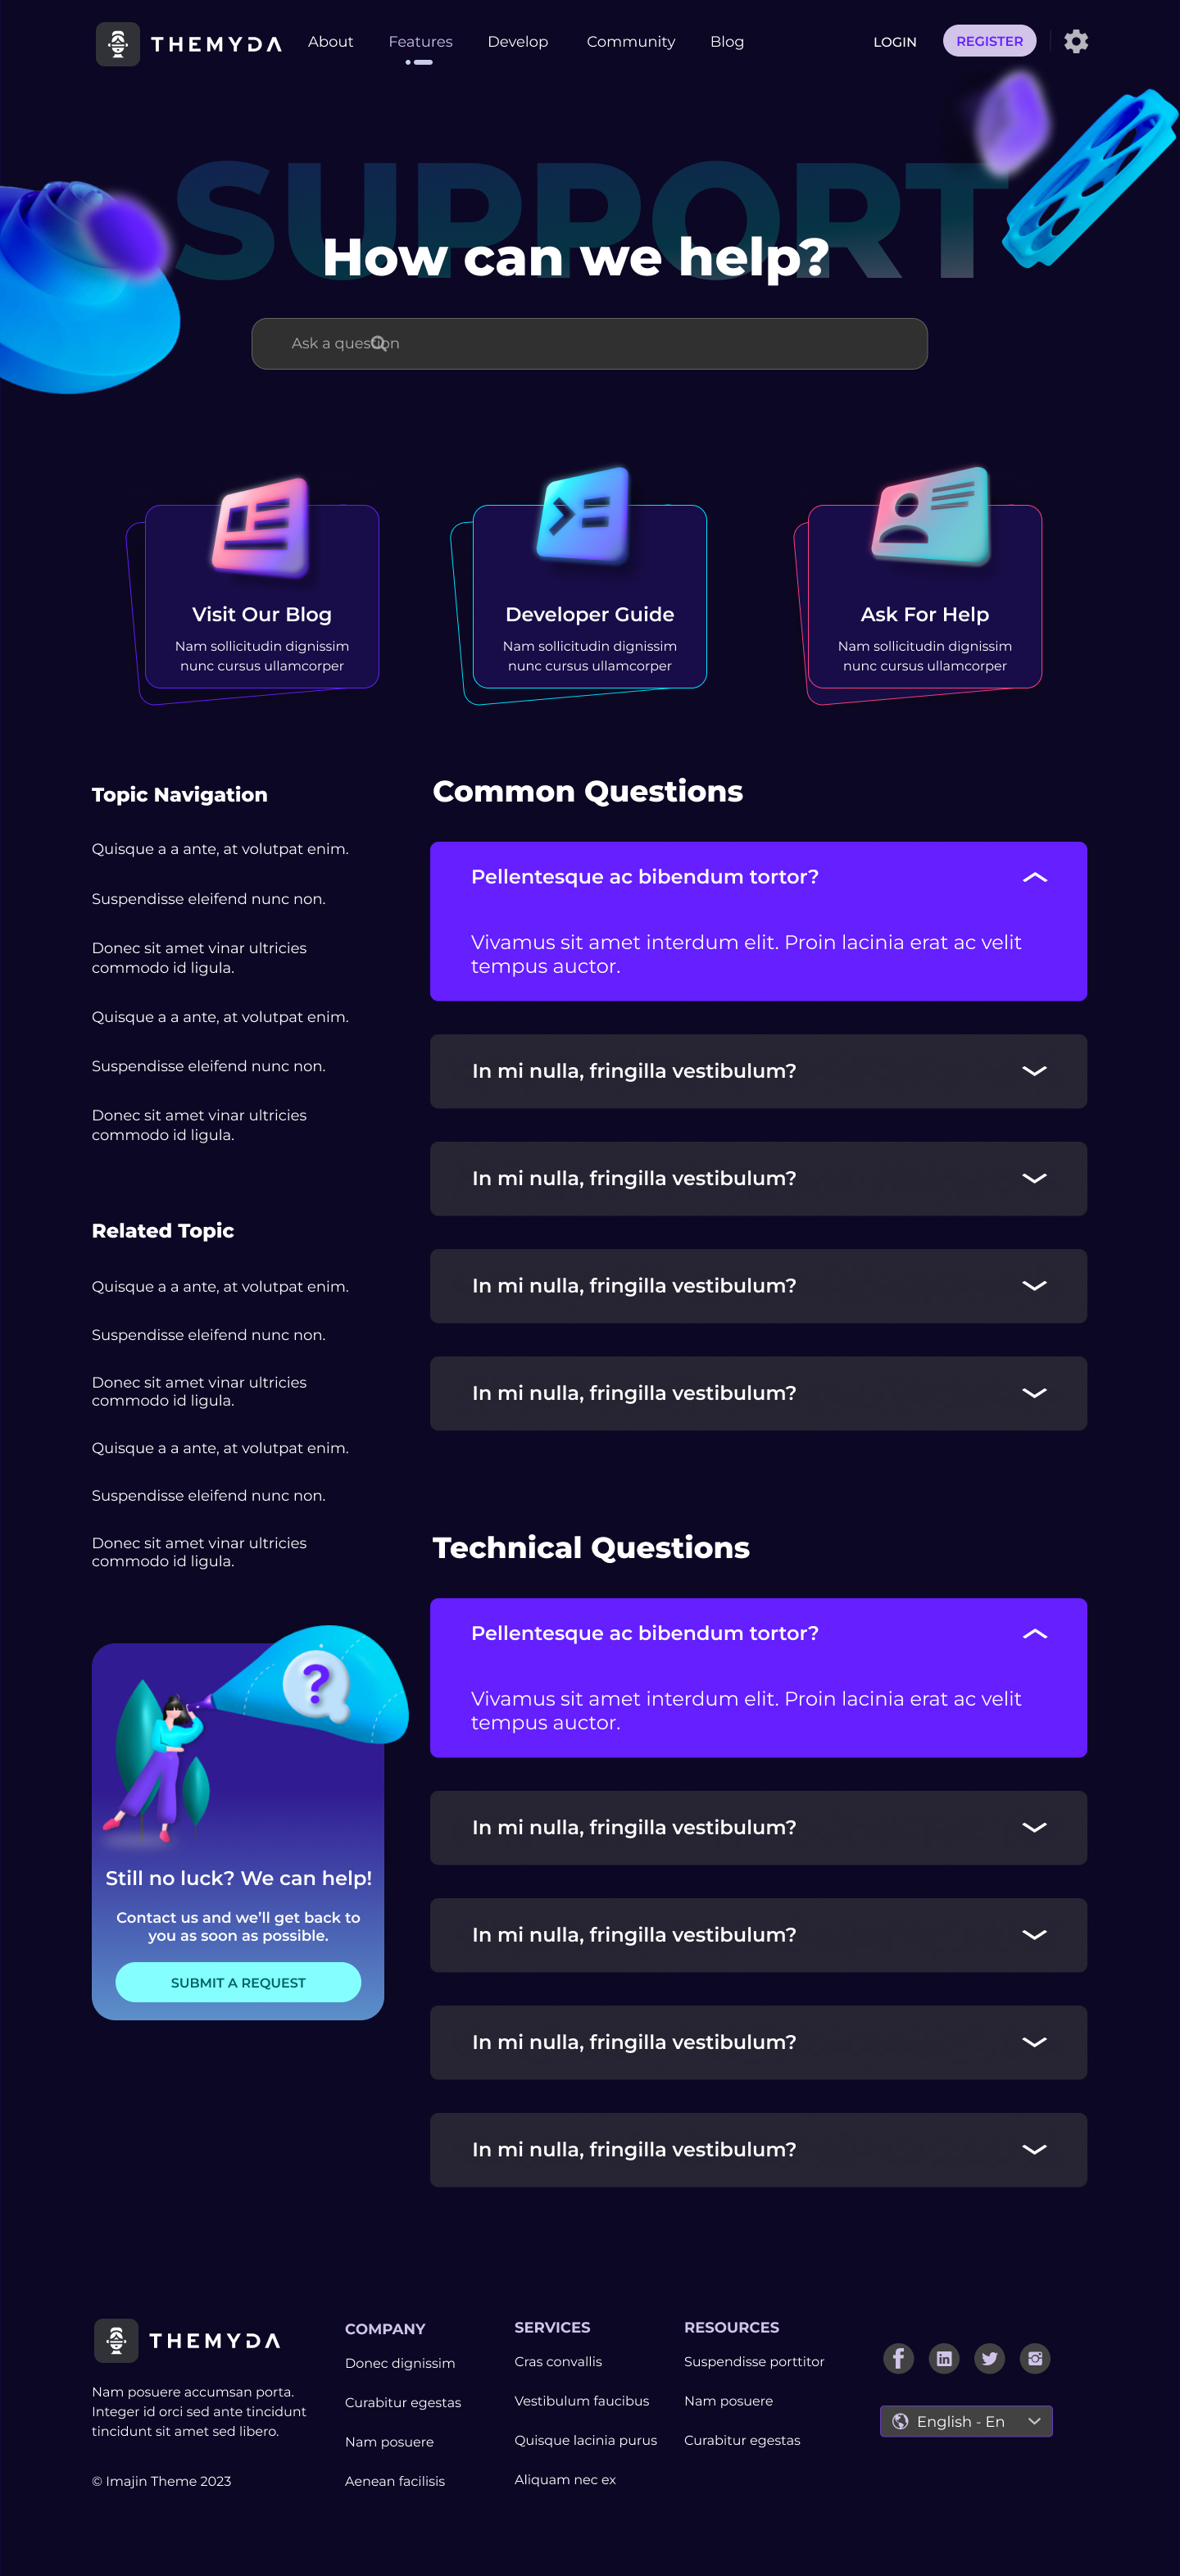 THEMYDA
About
Features
Develop
Community
Blog
LOGIN
REGISTER
SUPPORT
How can we help?
Ask a question
Visit Our Blog
Nam sollicitudin dignissim
nunc cursus ullamcorper
Developer Guide
Nam sollicitudin dignissim
nunc cursus ullamcorper
Ask For Help
Nam sollicitudin dignissim
nunc cursus ullamcorper
Topic Navigation
Quisque a a ante, at volutpat enim.
Suspendisse eleifend nunc non.
Donec sit amet vinar ultricies
commodo id ligula.
Quisque a a ante, at volutpat enim.
Suspendisse eleifend nunc non.
Donec sit amet vinar ultricies
commodo id ligula.
Related Topic
Quisque a a ante, at volutpat enim.
Suspendisse eleifend nunc non.
Donec sit amet vinar ultricies
commodo id ligula.
Quisque a a ante, at volutpat enim.
Suspendisse eleifend nunc non.
Donec sit amet vinar ultricies
commodo id ligula.
?
Still no luck? We can help!
Contact us and we’ll get back to
you as soon as possible.
SUBMIT A REQUEST
Common Questions
Pellentesque ac bibendum tortor?
Vivamus sit amet interdum elit. Proin lacinia erat ac velit
tempus auctor.
In mi nulla, fringilla vestibulum?
In mi nulla, fringilla vestibulum?
In mi nulla, fringilla vestibulum?
In mi nulla, fringilla vestibulum?
Technical Questions
Pellentesque ac bibendum tortor?
Vivamus sit amet interdum elit. Proin lacinia erat ac velit
tempus auctor.
In mi nulla, fringilla vestibulum?
In mi nulla, fringilla vestibulum?
In mi nulla, fringilla vestibulum?
In mi nulla, fringilla vestibulum?
THEMYDA
Nam posuere accumsan porta.
Integer id orci sed ante tincidunt
tincidunt sit amet sed libero.
© Imajin Theme 2023
COMPANY
Donec dignissim
Curabitur egestas
Nam posuere
Aenean facilisis
SERVICES
Cras convallis
Vestibulum faucibus
Quisque lacinia purus
Aliquam nec ex
RESOURCES
Suspendisse porttitor
Nam posuere
Curabitur egestas
English - En